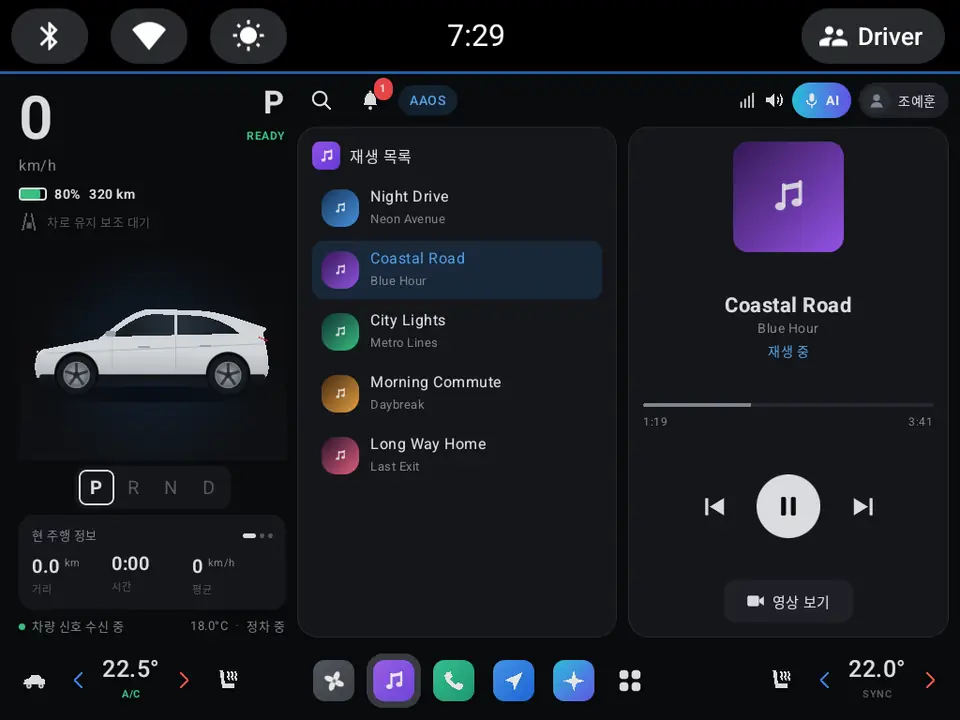 7:29
Driver
0
P
READY
km/h
80% 320 km
차로 유지 보조 대기
1
AAOS
AI
조예훈
재생 목록
Night Drive
Neon Avenue
Coastal Road
Blue Hour
City Lights
Metro Lines
Morning Commute
Daybreak
Long Way Home
Last Exit
Coastal Road
Blue Hour
재생 중
1:19
3:41
영상 보기
P R N D
현 주행 정보
0.0 km
거리
0:00
시간
0 km/h
평균
차량 신호 수신 중
18.0°C · 정차 중
22.5°
A/C
22.0°
SYNC